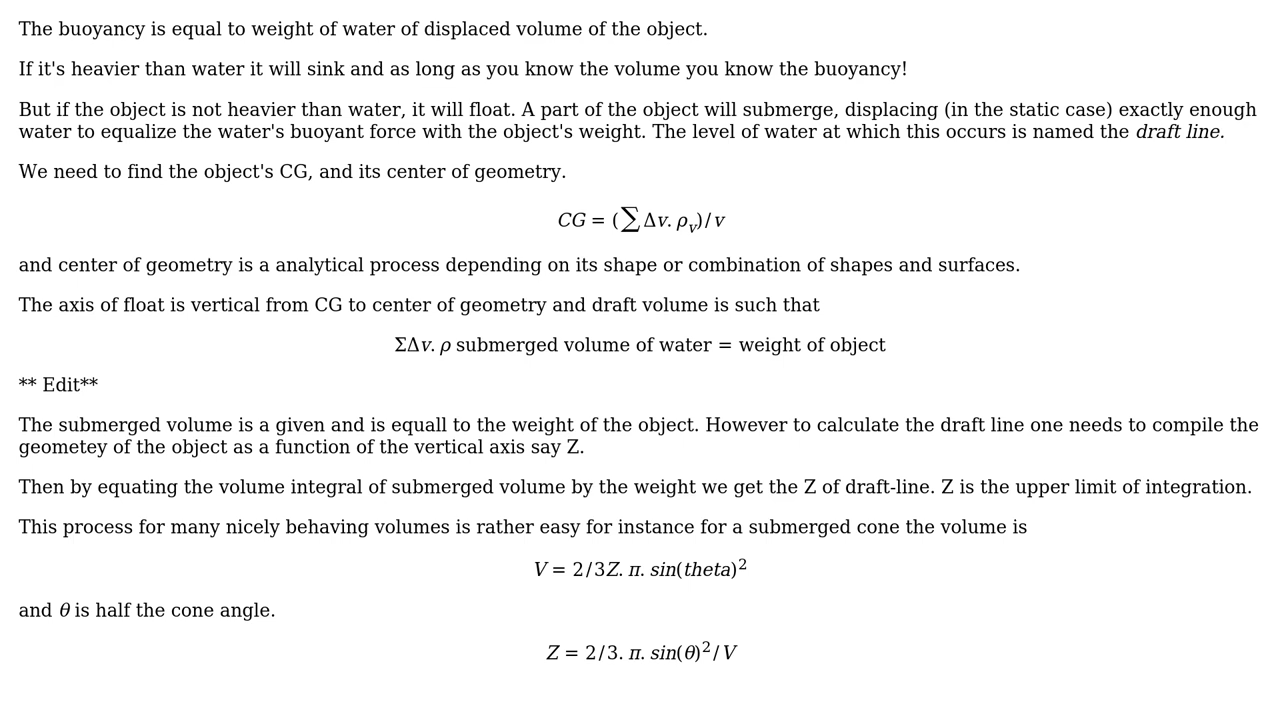 The buoyancy is equal to weight of water of displaced volume of the object.
If it's heavier than water it will sink and as long as you know the volume you know the buoyancy!
But if the object is not heavier than water, it will float. A part of the object will submerge, displacing (in the static case) exactly enough
water to equalize the water's buoyant force with the object's weight. The level of water at which this occurs is named the draft line.
We need to find the object's CG, and its center of geometry.
CG = (∑ Δv. ρ_v)/v
and center of geometry is a analytical process depending on its shape or combination of shapes and surfaces.
The axis of float is vertical from CG to center of geometry and draft volume is such that
ΣΔv. ρ submerged volume of water = weight of object
** Edit**
The submerged volume is a given and is equall to the weight of the object. However to calculate the draft line one needs to compile the
geometey of the object as a function of the vertical axis say Z.
Then by equating the volume integral of submerged volume by the weight we get the Z of draft-line. Z is the upper limit of integration.
This process for many nicely behaving volumes is rather easy for instance for a submerged cone the volume is
V = 2/3Z. π. sin(theta)²
and θ is half the cone angle.
Z = 2/3. π. sin(θ)²/V